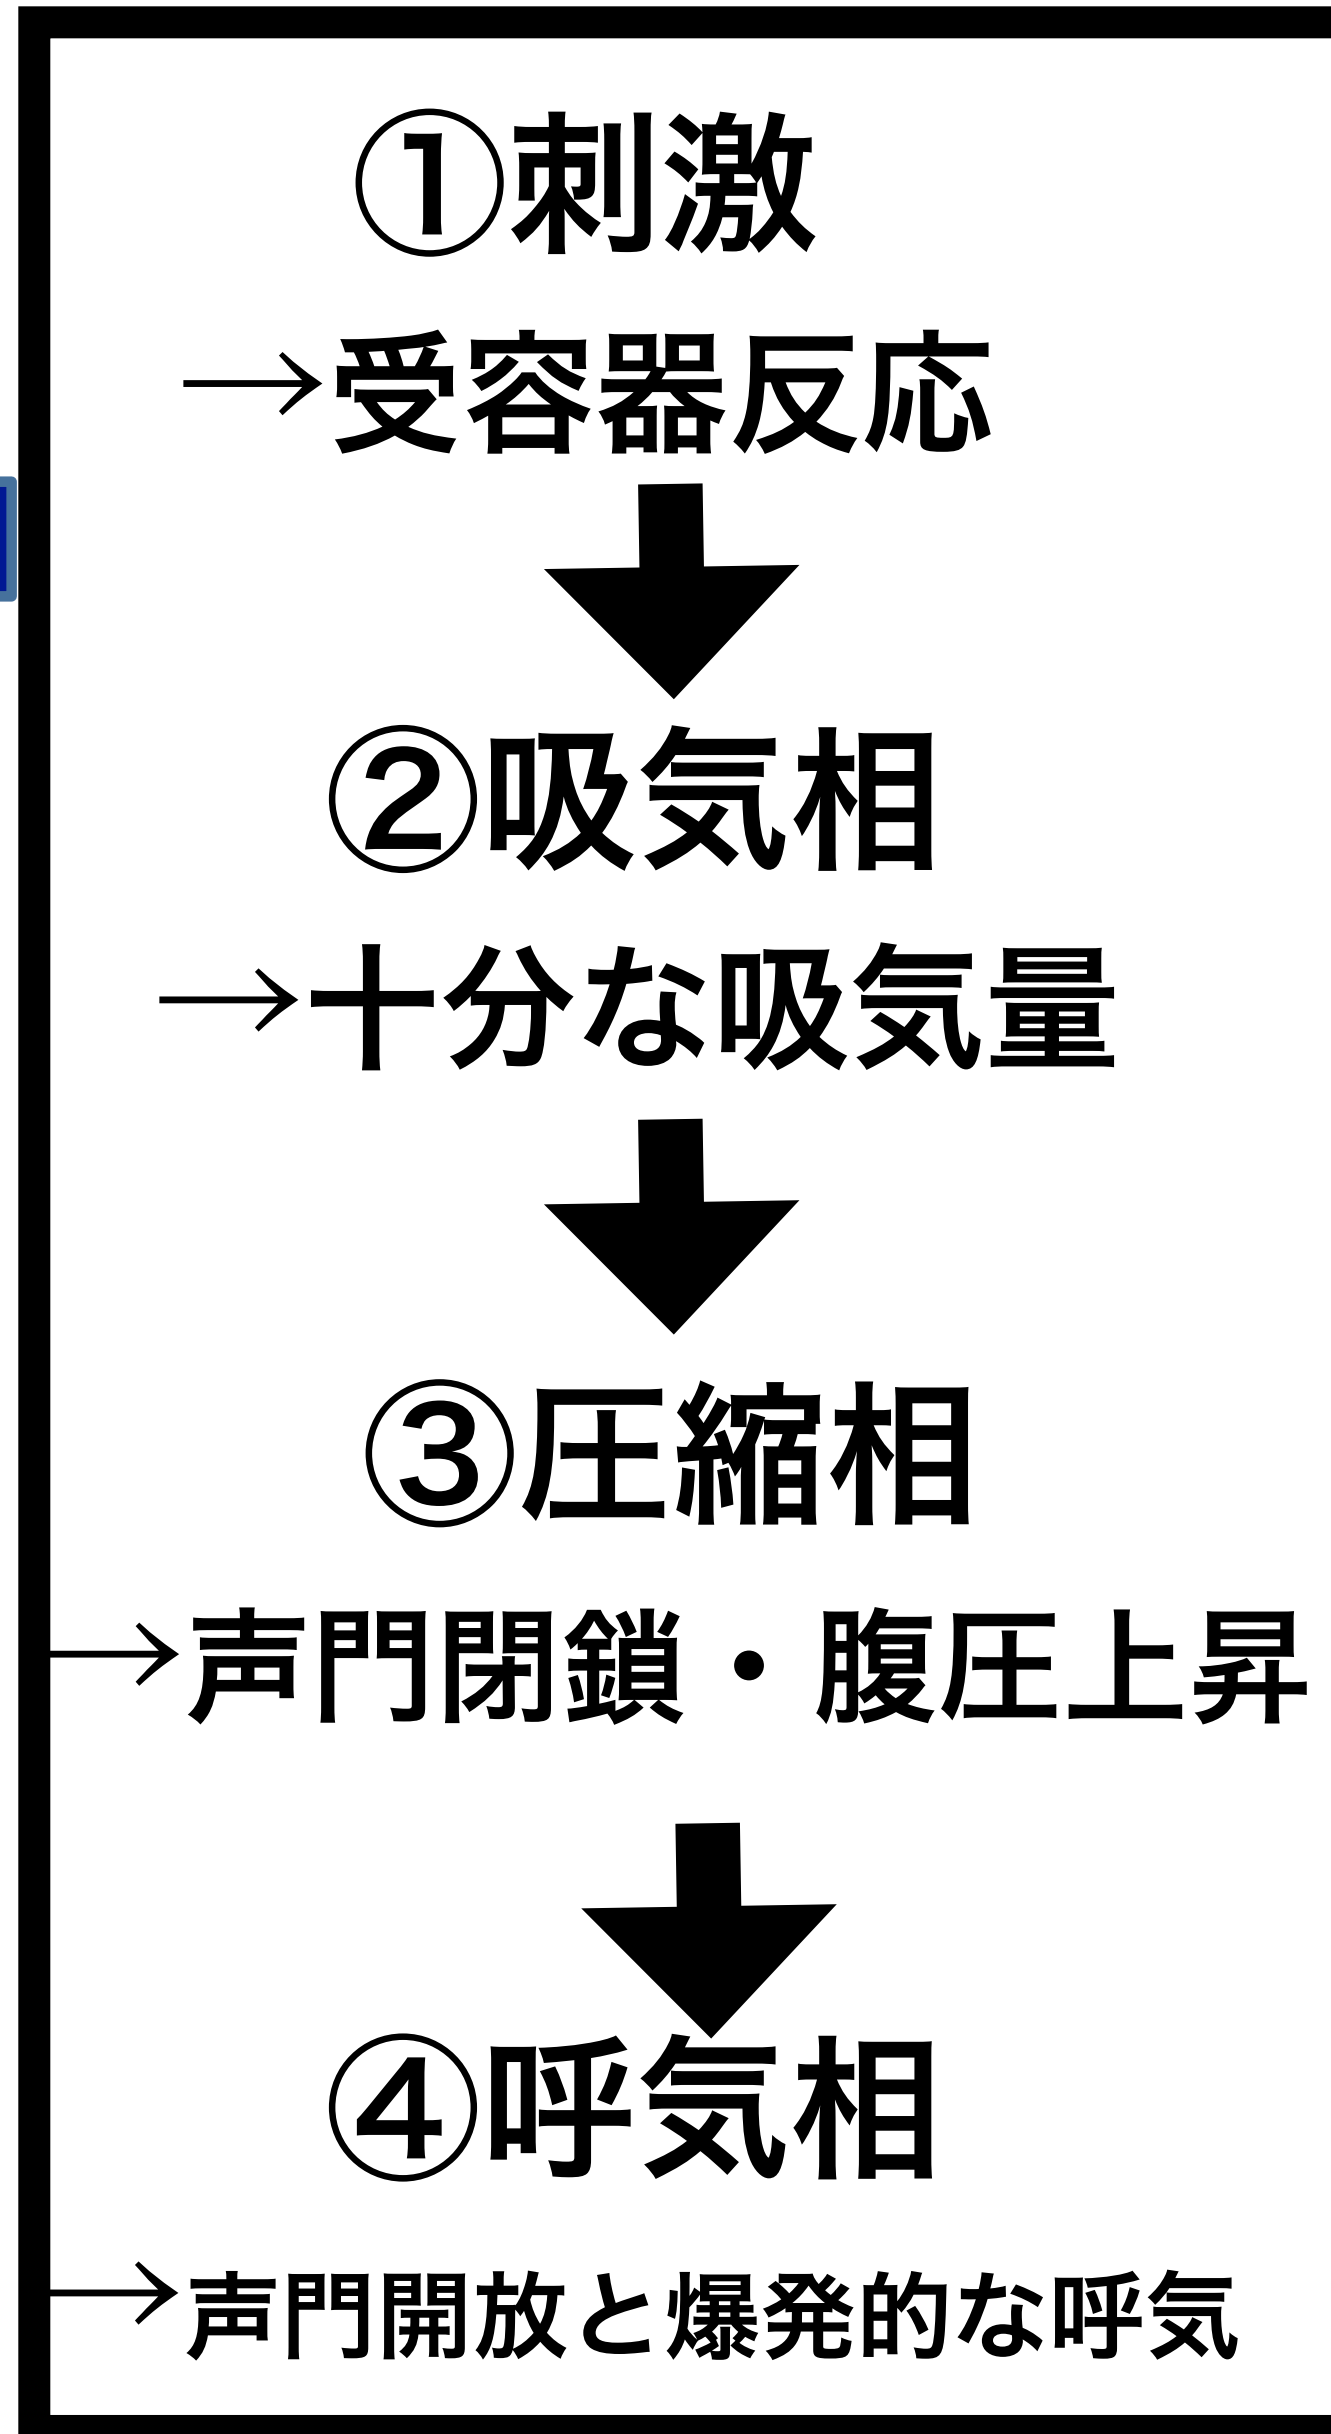 ①刺激
→受容器反応
②吸気相
→十分な吸気量
③圧縮相
→声門閉鎖・腹圧上昇
④呼気相
→声門開放と爆発的な呼気